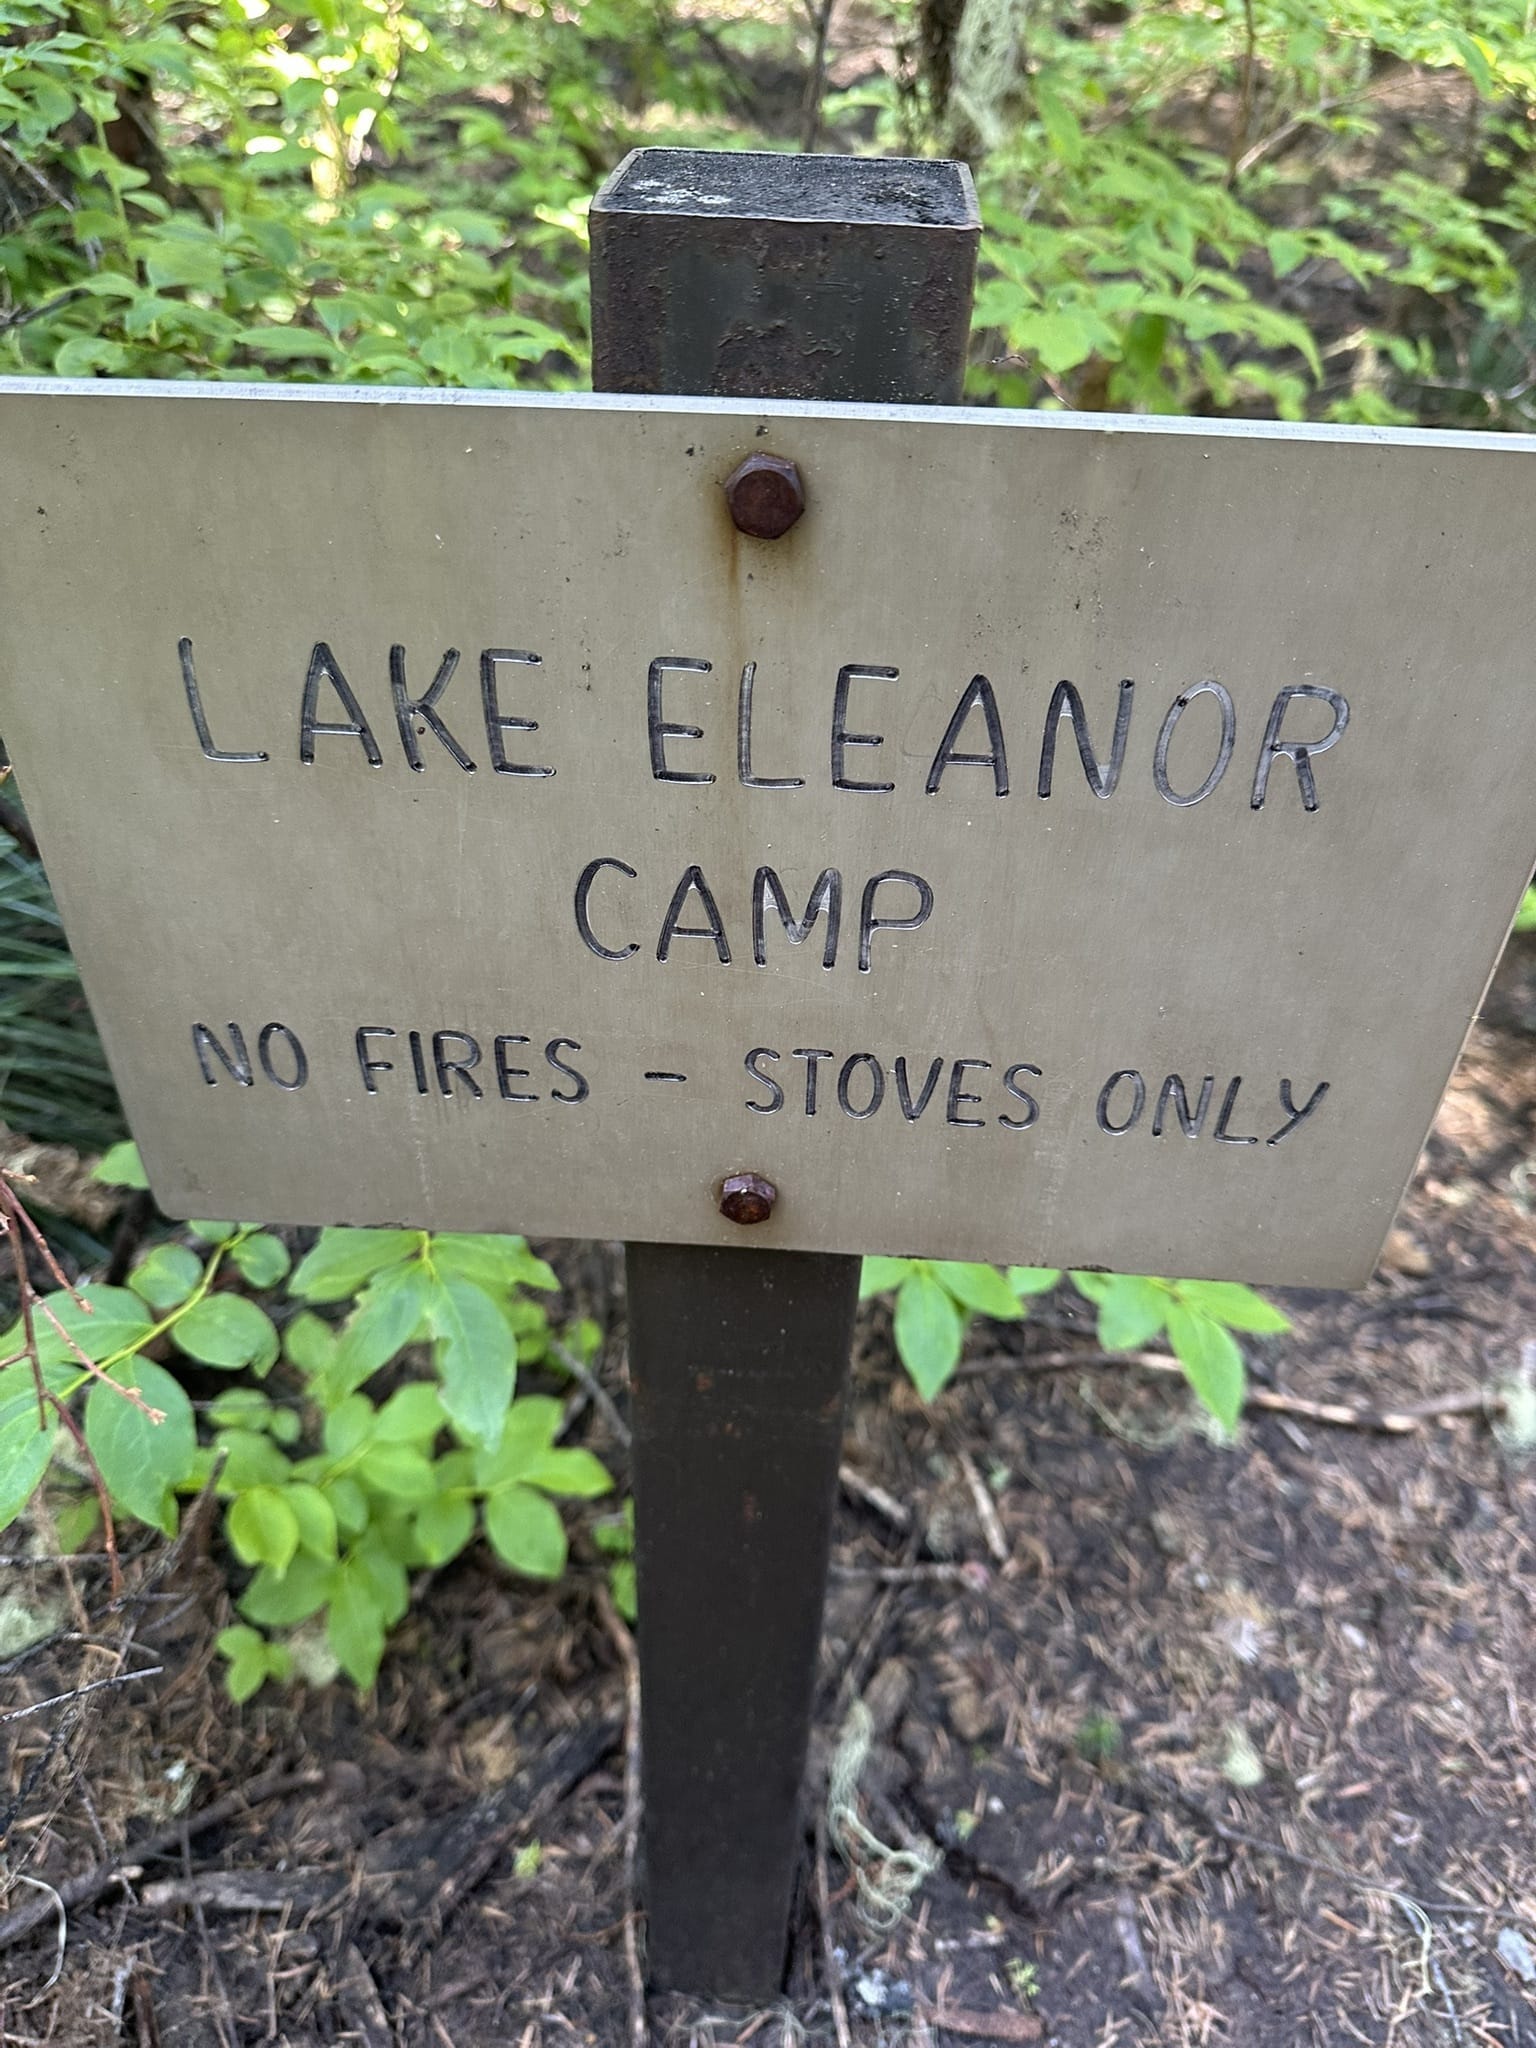 LAKE ELEANOR
CAMP
NO FIRES - STOVES ONLY